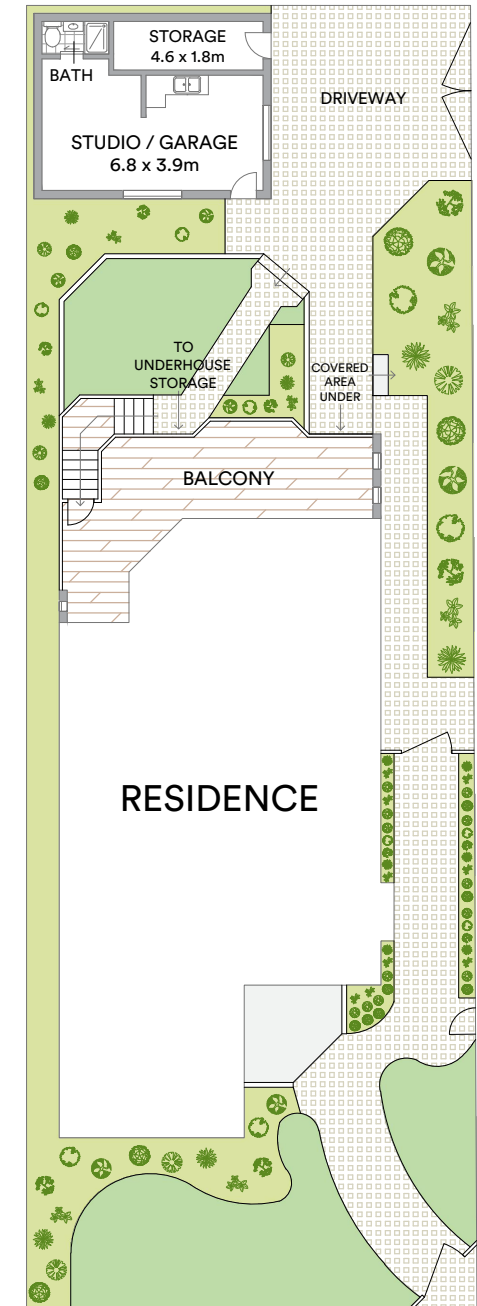 STORAGE
4.6 x 1.8m
BATH
DRIVEWAY
STUDIO / GARAGE
6.8 x 3.9m
TO
UNDERHOUSE
STORAGE
COVERED
AREA
UNDER
BALCONY
RESIDENCE